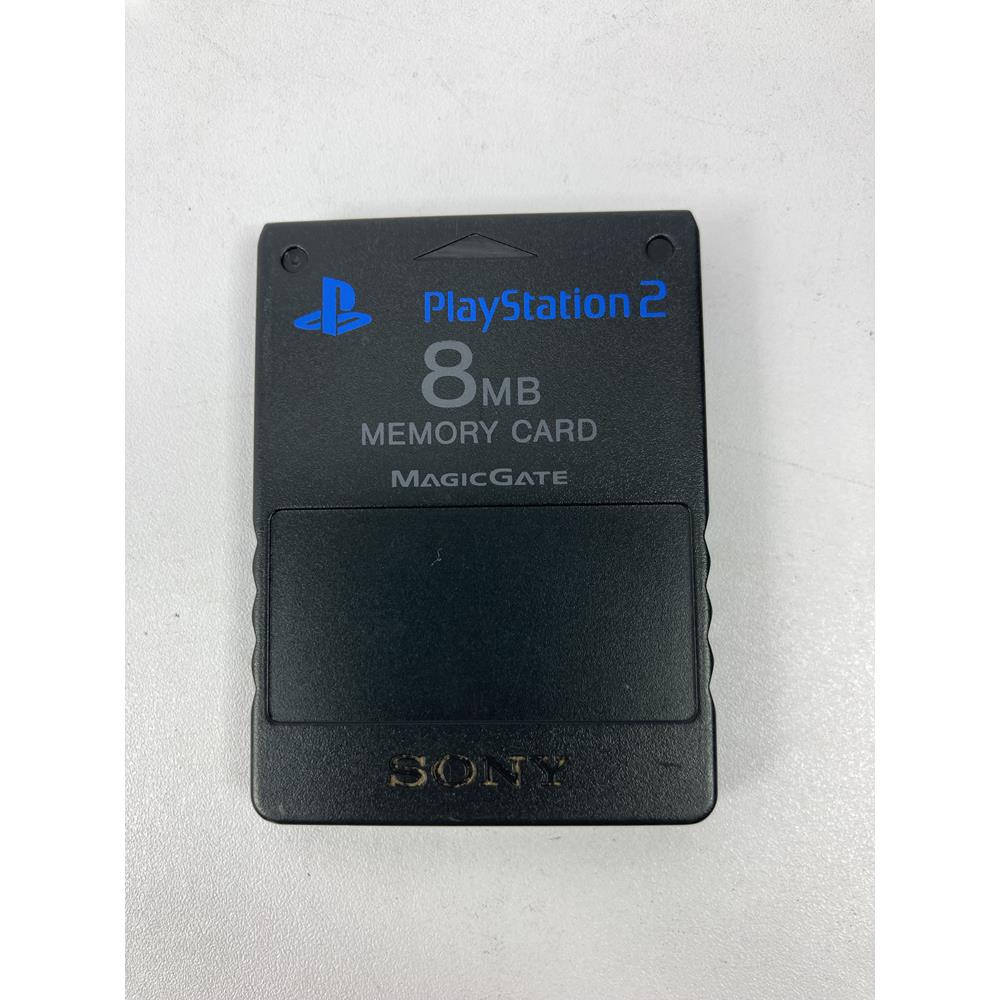 PlayStation 2
8MB
MEMORY CARD
MAGICGATE
SONY